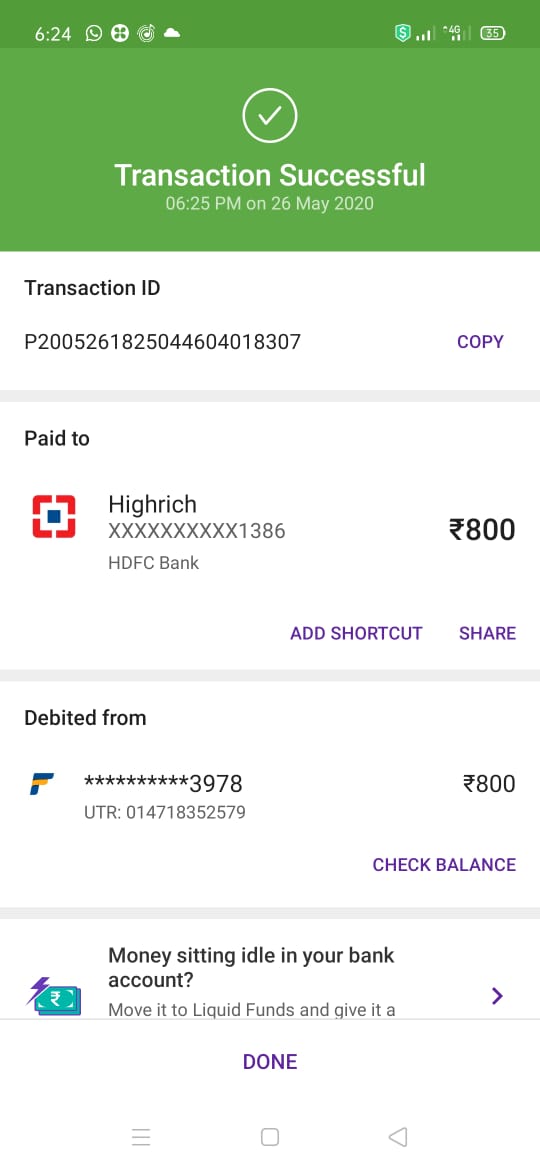 6:24 4G 35
Transaction Successful
06:25 PM on 26 May 2020
Transaction ID
P2005261825044604018307 COPY
Paid to
Highrich
XXXXXXXXXX1386 ₹800
HDFC Bank
ADD SHORTCUT SHARE
Debited from
**********3978 ₹800
UTR: 014718352579
CHECK BALANCE
Money sitting idle in your bank
account?
Move it to Liquid Funds and give it a
DONE